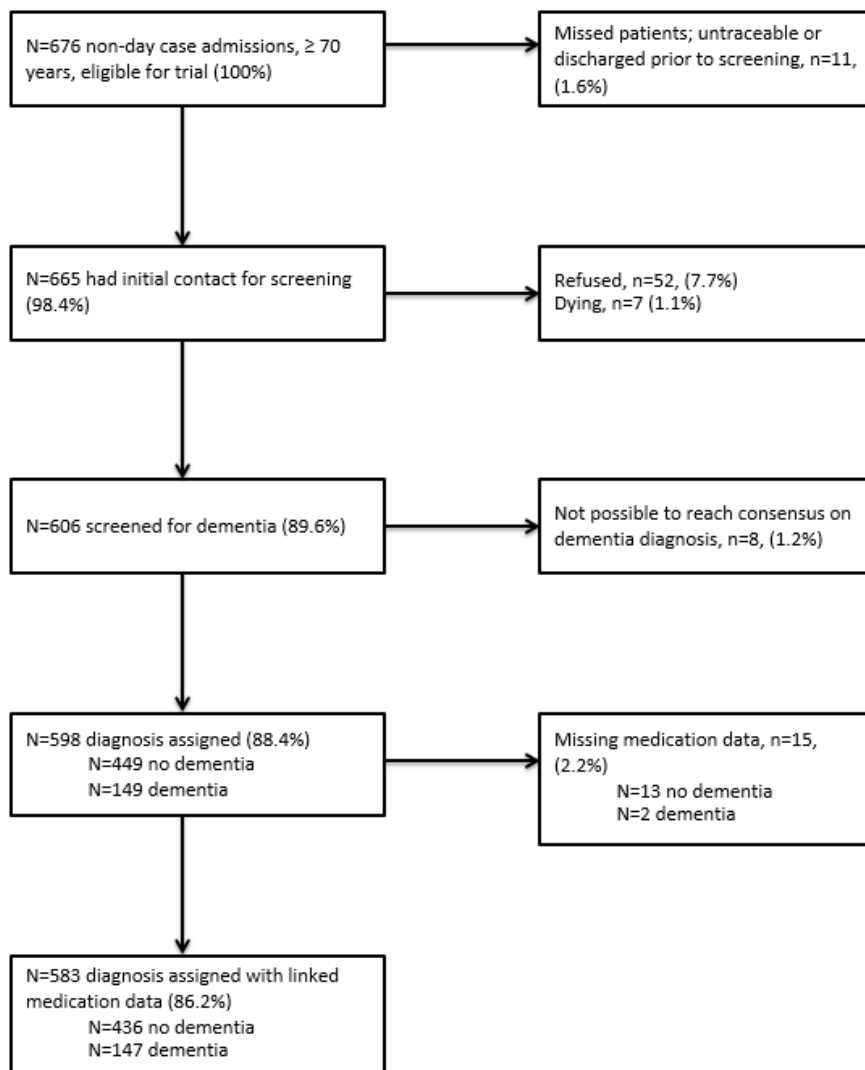 N=676 non-day case admissions, ≥ 70
years, eligible for trial (100%)
Missed patients; untraceable or
discharged prior to screening, n=11,
(1.6%)
N=665 had initial contact for screening
(98.4%)
Refused, n=52, (7.7%)
Dying, n=7 (1.1%)
N=606 screened for dementia (89.6%)
Not possible to reach consensus on
dementia diagnosis, n=8, (1.2%)
N=598 diagnosis assigned (88.4%)
N=449 no dementia
N=149 dementia
Missing medication data, n=15,
(2.2%)
N=13 no dementia
N=2 dementia
N=583 diagnosis assigned with linked
medication data (86.2%)
N=436 no dementia
N=147 dementia